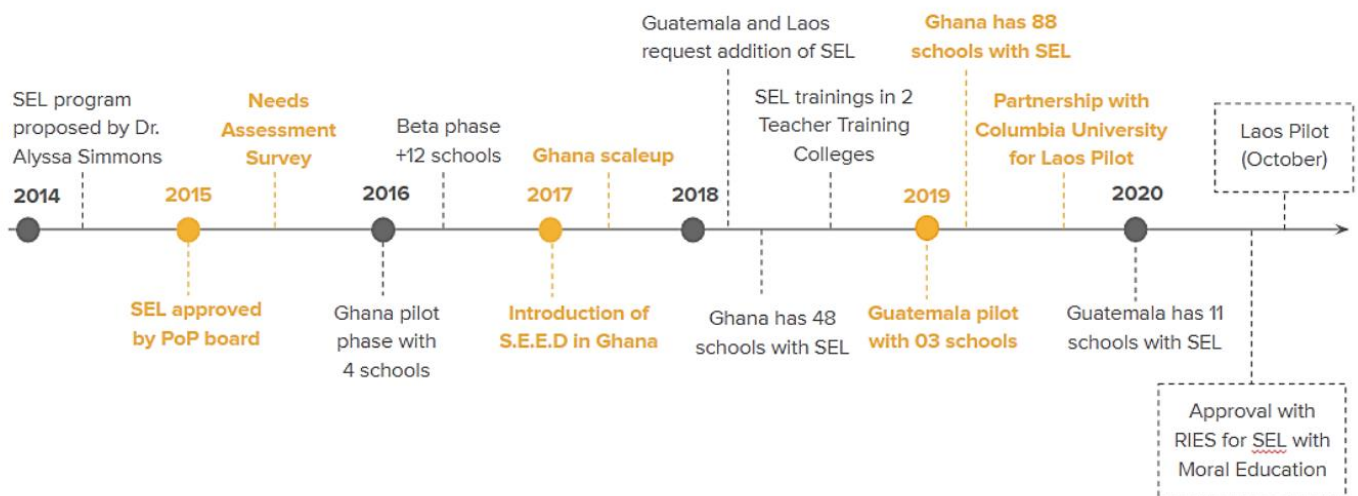 Guatemala and Laos
request addition of SEL
Ghana has 88
schools with SEL
SEL program
proposed by Dr.
Alyssa Simmons
Needs
Assessment
Survey
Beta phase
+12 schools
Ghana scaleup
SEL trainings in 2
Teacher Training
Colleges
Partnership with
Columbia University
for Laos Pilot
Laos Pilot
(October)
2014
2015
2016
2017
2018
2019
2020
SEL approved
by PoP board
Ghana pilot
phase with
4 schools
Introduction of
S.E.E.D in Ghana
Ghana has 48
schools with SEL
Guatemala pilot
with 03 schools
Guatemala has 11
schools with SEL
Approval with
RIES for SEL with
Moral Education